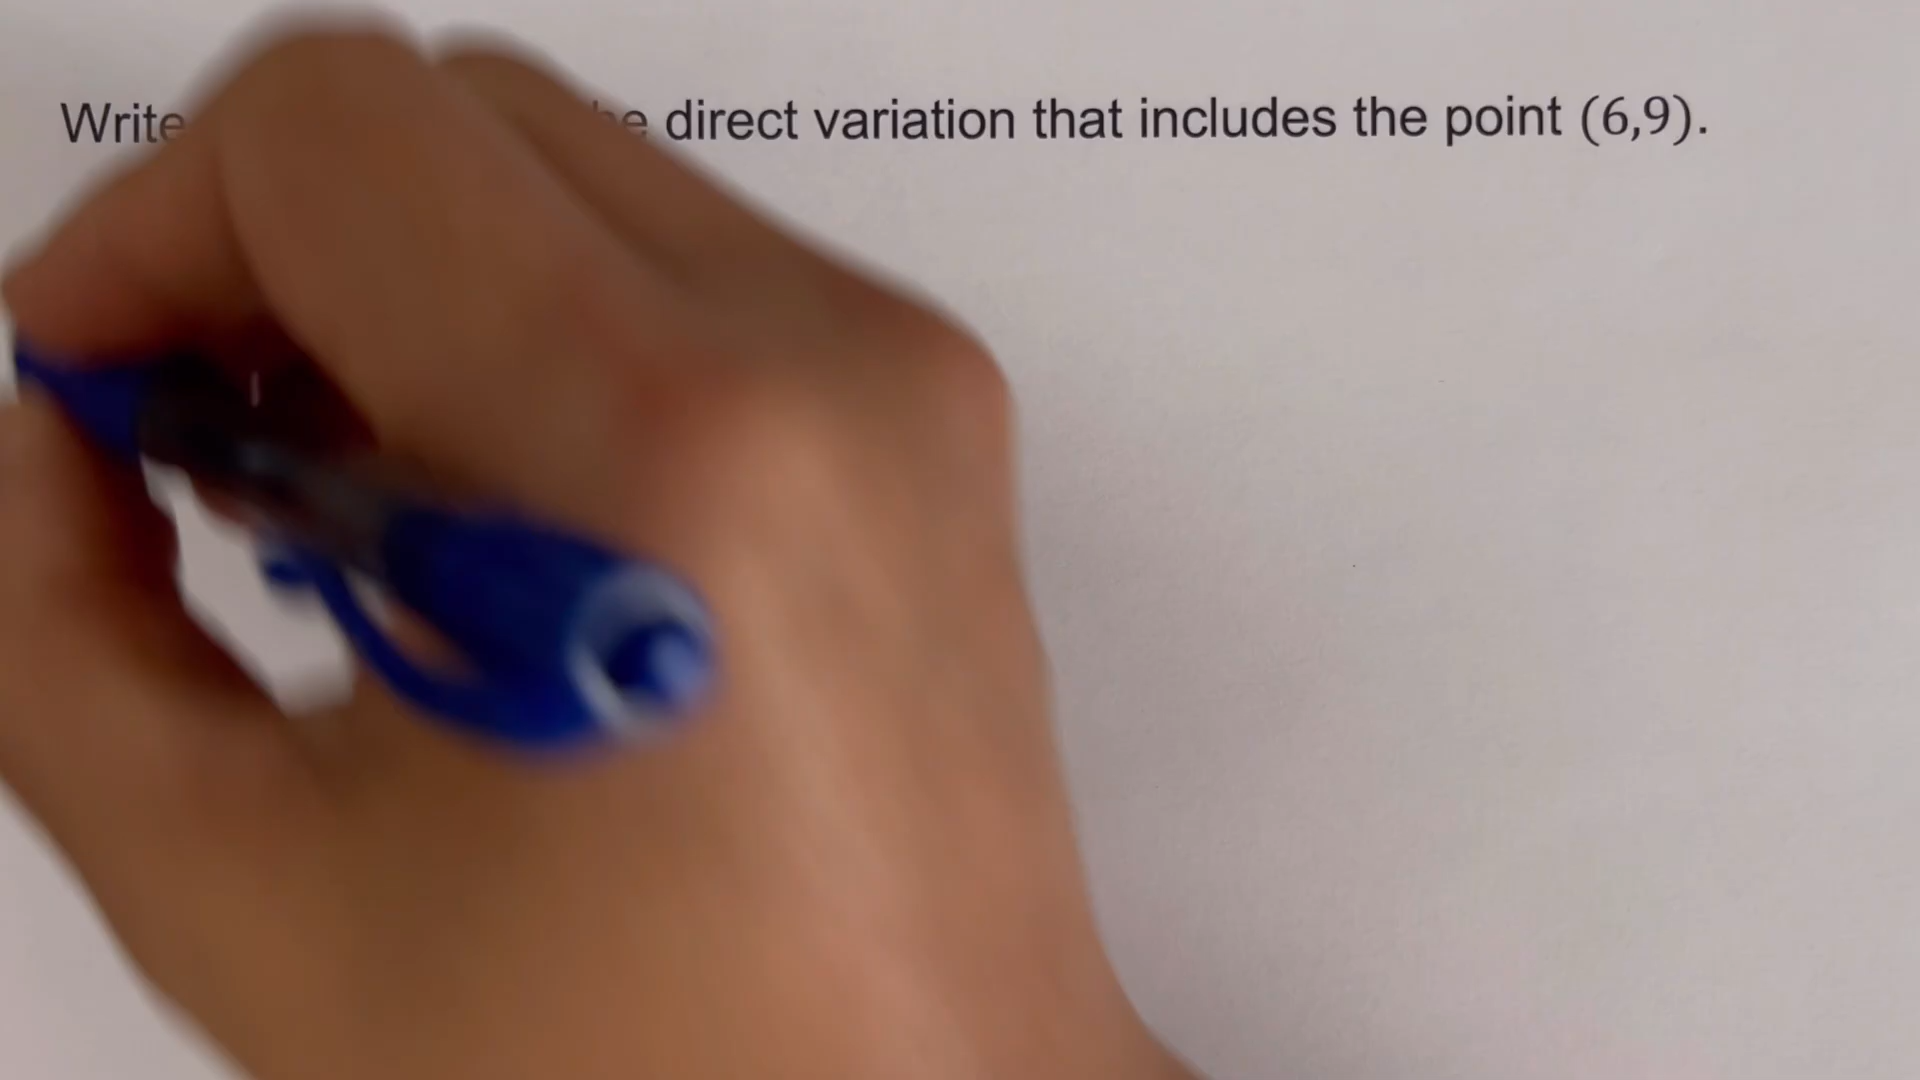 Write direct variation that includes the point (6,9).